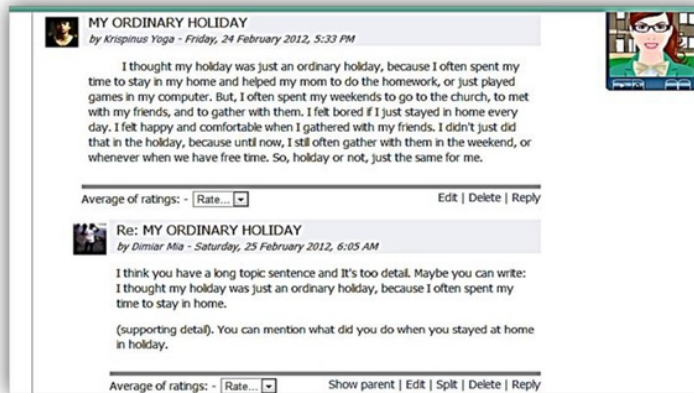 MY ORDINARY HOLIDAY
by Krispinus Yoga - Friday, 24 February 2012, 5:33 PM
I thought my holiday was just an ordinary holiday, because I often spent my
time to stay in my home and helped my mom to do the homework, or just played
games in my computer. But, I often spent my weekends to go to the church, to met
with my friends, and to gather with them. I felt bored if I just stayed in home every
day. I felt happy and comfortable when I gathered with my friends. I didn't just did
that in the holiday, because until now, I still often gather with them in the weekend, or
whenever when we have free time. So, holiday or not, just the same for me.
Average of ratings: - Rate... Edit | Delete | Reply
Re: MY ORDINARY HOLIDAY
by Dimiar Mia - Saturday, 25 February 2012, 6:05 AM
I think you have a long topic sentence and It's too detail. Maybe you can write:
I thought my holiday was just an ordinary holiday, because I often spent my
time to stay in home.
(supporting detail). You can mention what did you do when you stayed at home
in holiday.
Average of ratings: - Rate... Show parent | Edit | Split | Delete | Reply